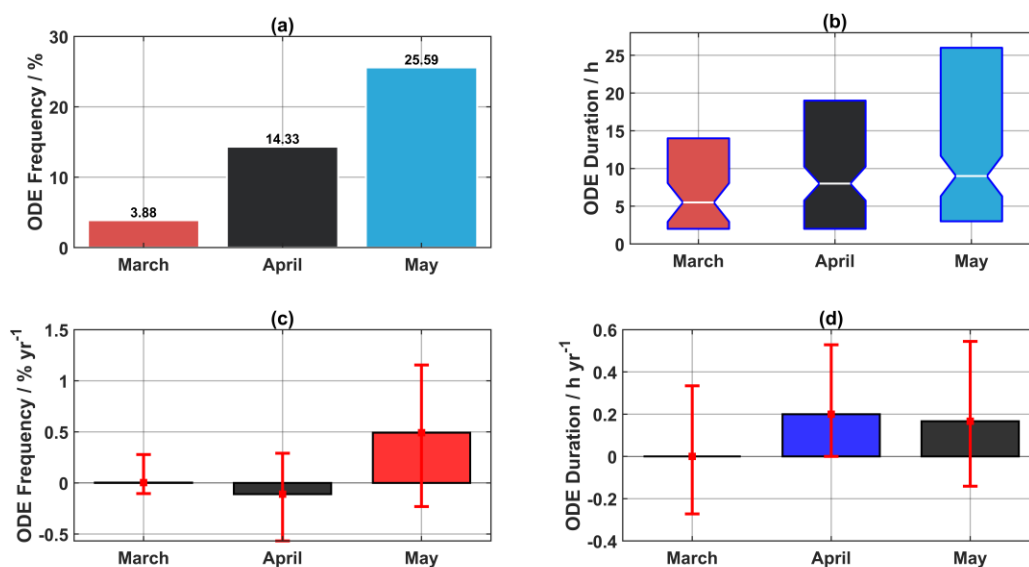 (a)
ODE Frequency / %
30
20
10
0
3.88
14.33
25.59
March April May
(b)
ODE Duration / h
25
20
15
10
5
0
March April May
(c)
ODE Frequency / % yr⁻¹
1.5
1
0.5
0
-0.5
March April May
(d)
ODE Duration / h yr⁻¹
0.6
0.4
0.2
0
-0.2
-0.4
March April May